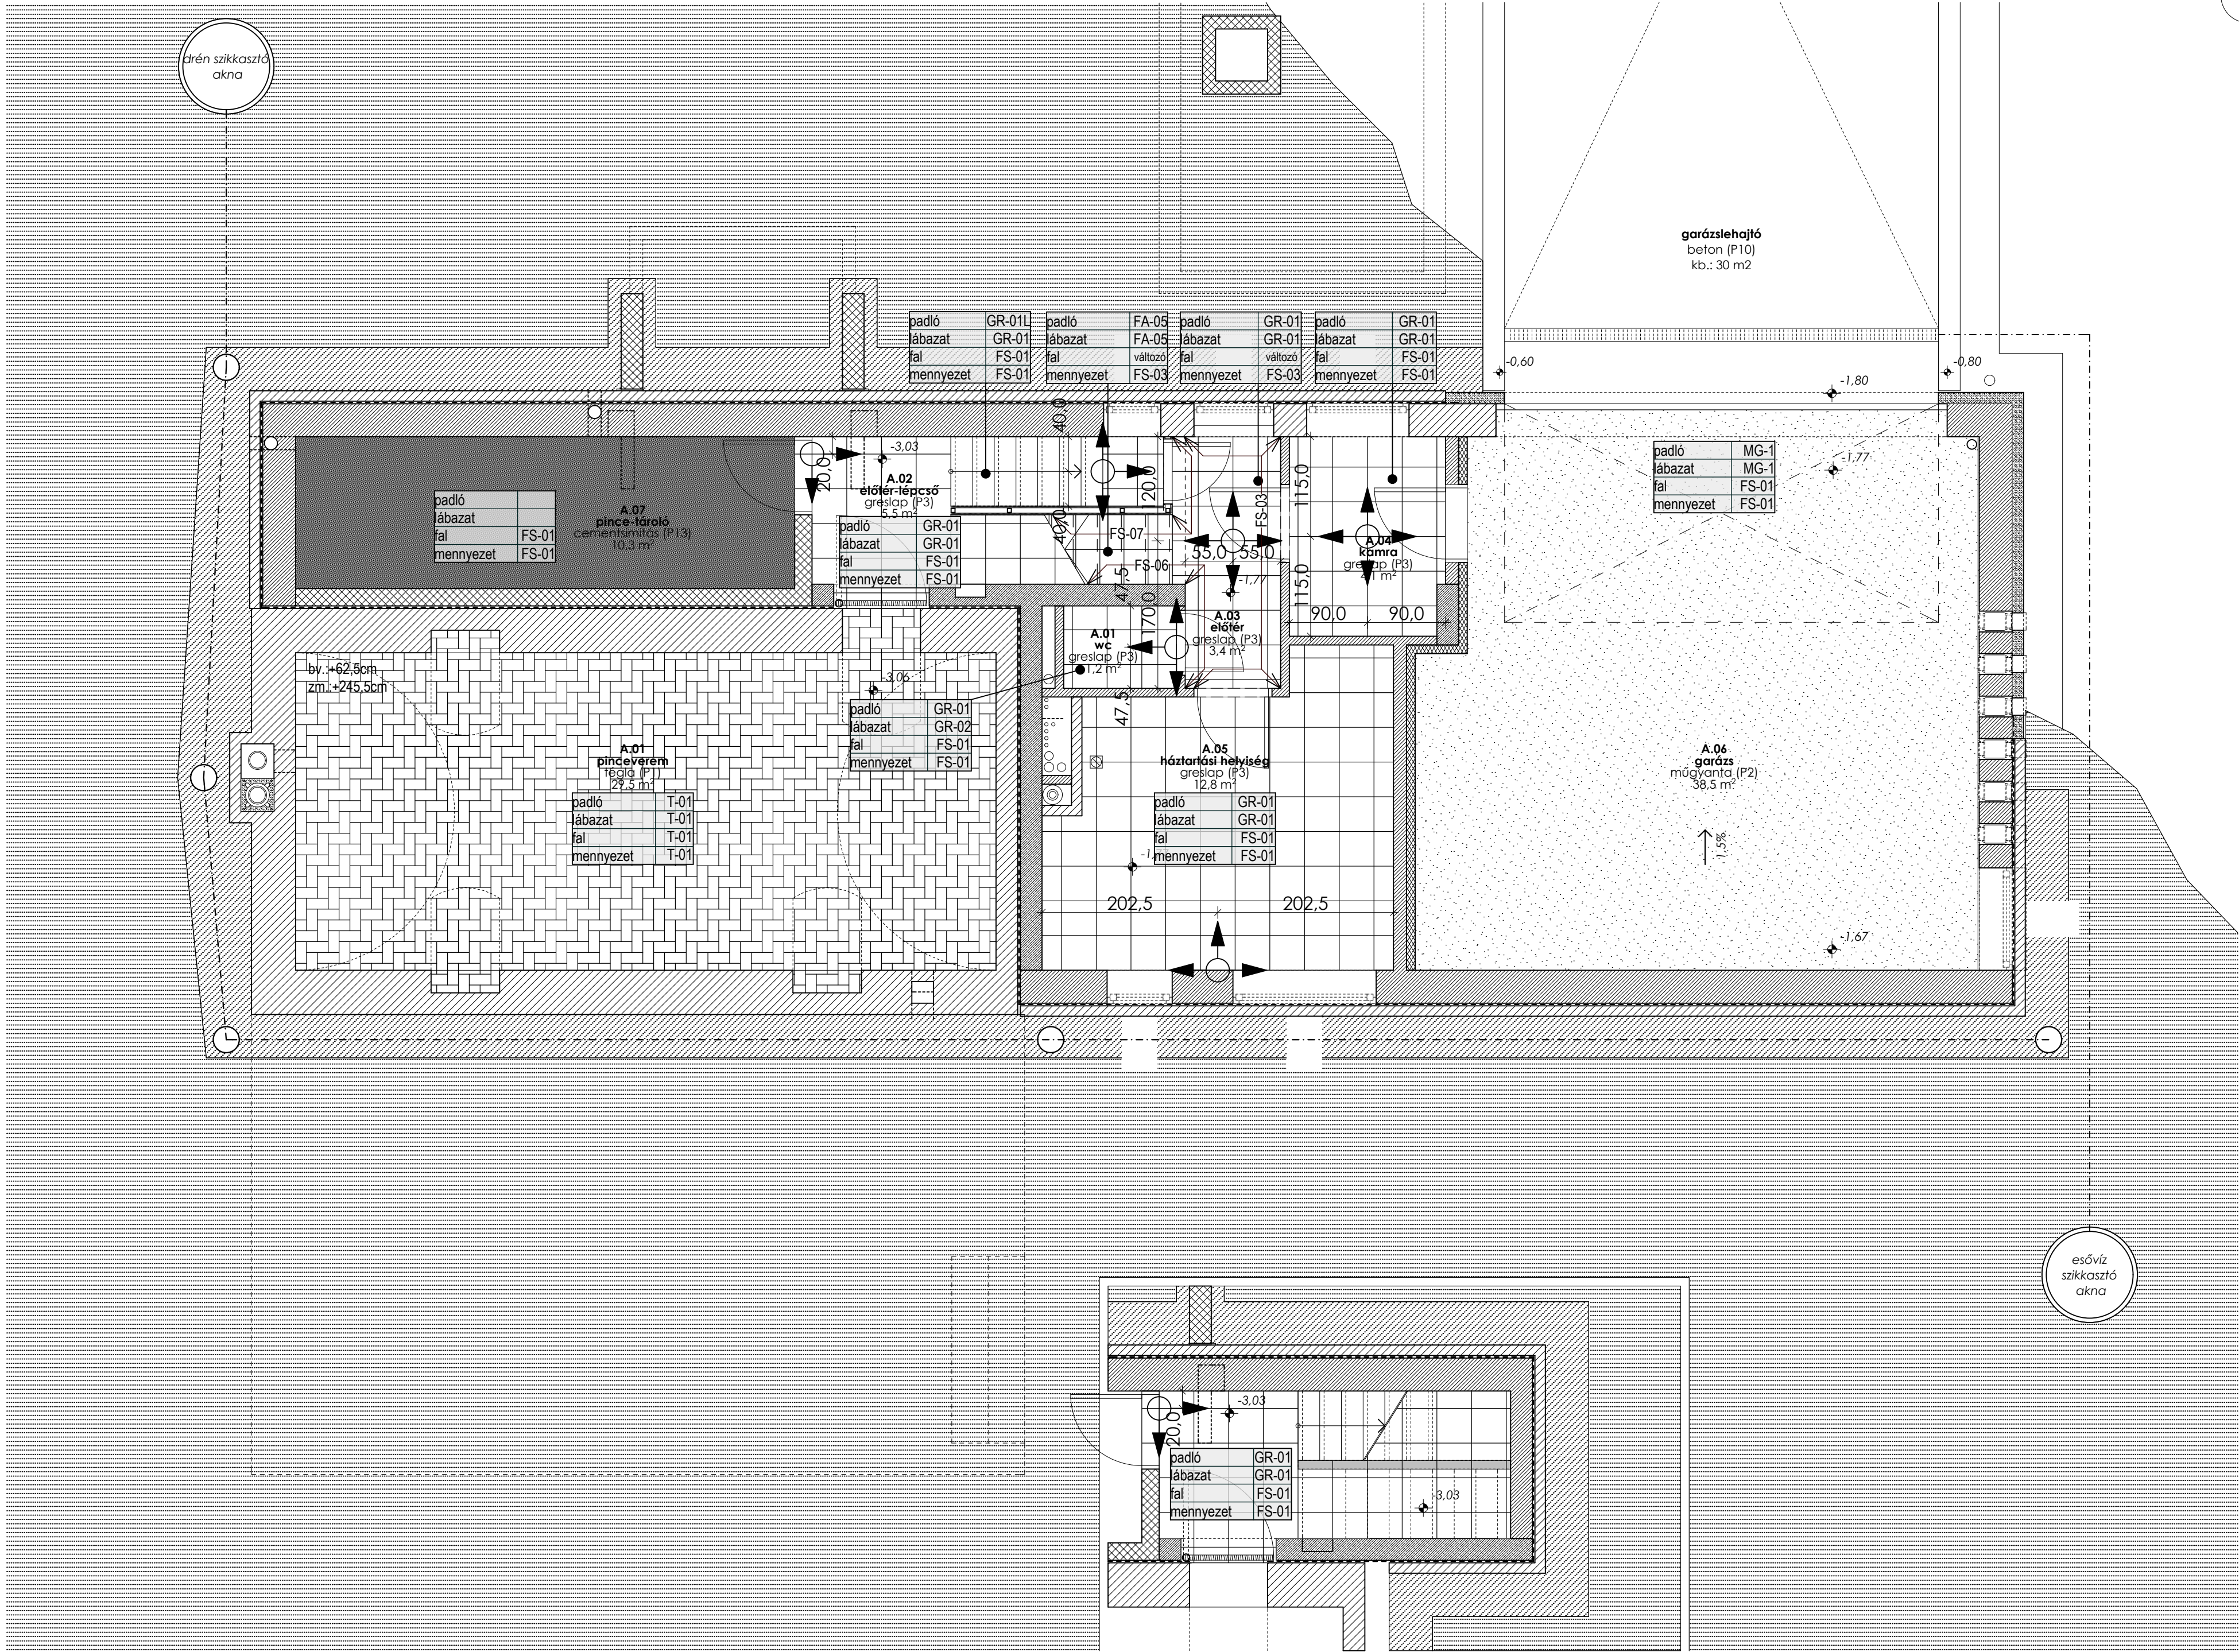 drén szikkasztó
akna
garázslehajtó
beton (P10)
kb.: 30 m2
padló GR-01L
lábazat GR-01
fal FS-01
mennyezet FS-01
padló FA-05
lábazat FA-05
fal változó
mennyezet FS-03
padló GR-01
lábazat GR-01
fal változó
mennyezet FS-03
padló GR-01
lábazat GR-01
fal FS-01
mennyezet FS-01
-0,60
-0,80
-1,80
padló MG-1
lábazat MG-1
fal FS-01
mennyezet FS-01
-1,77
40,0
-3,03
20,0
120,0
115,0
FS-03
A.02
előtér-lépcső
greslap (P3)
5,5 m²
padló
lábazat
fal FS-01
mennyezet FS-01
A.07
pince-tároló
cementsimítás (P13)
10,3 m²
padló GR-01
lábazat GR-01
fal FS-01
mennyezet FS-01
40,0
FS-07
FS-06
55,0 55,0
A.04
kamra
greslap (P3)
47,5
-1,77
115,0
90,0 90,0
170,0
A.03
előtér
greslap (P3)
3,4 m²
A.01
wc
greslap (P3)
1,2 m²
bv.:+62,5cm
zm.:+245,5cm
-3,06
padló GR-01
lábazat GR-02
fal FS-01
mennyezet FS-01
47,5
A.01
pinceverem
tégla (P1)
29,5 m²
padló T-01
lábazat T-01
fal T-01
mennyezet T-01
A.05
háztartási helyiség
greslap (P3)
12,8 m²
padló GR-01
lábazat GR-01
fal FS-01
mennyezet FS-01
202,5 202,5
A.06
garázs
műgyanta (P2)
38,5 m²
1,5%
-1,67
esővíz
szikkasztó
akna
-3,03
20,0
padló GR-01
lábazat GR-01
fal FS-01
mennyezet FS-01
-3,03